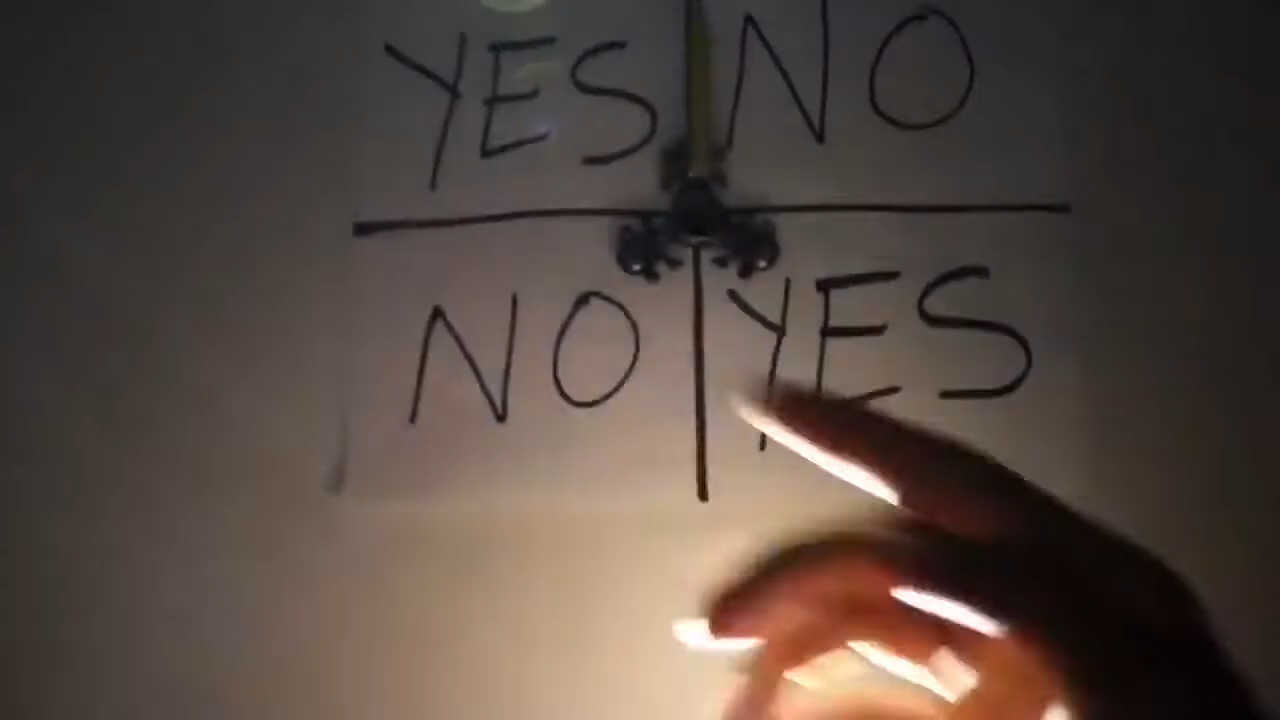 YES NO
NO YES